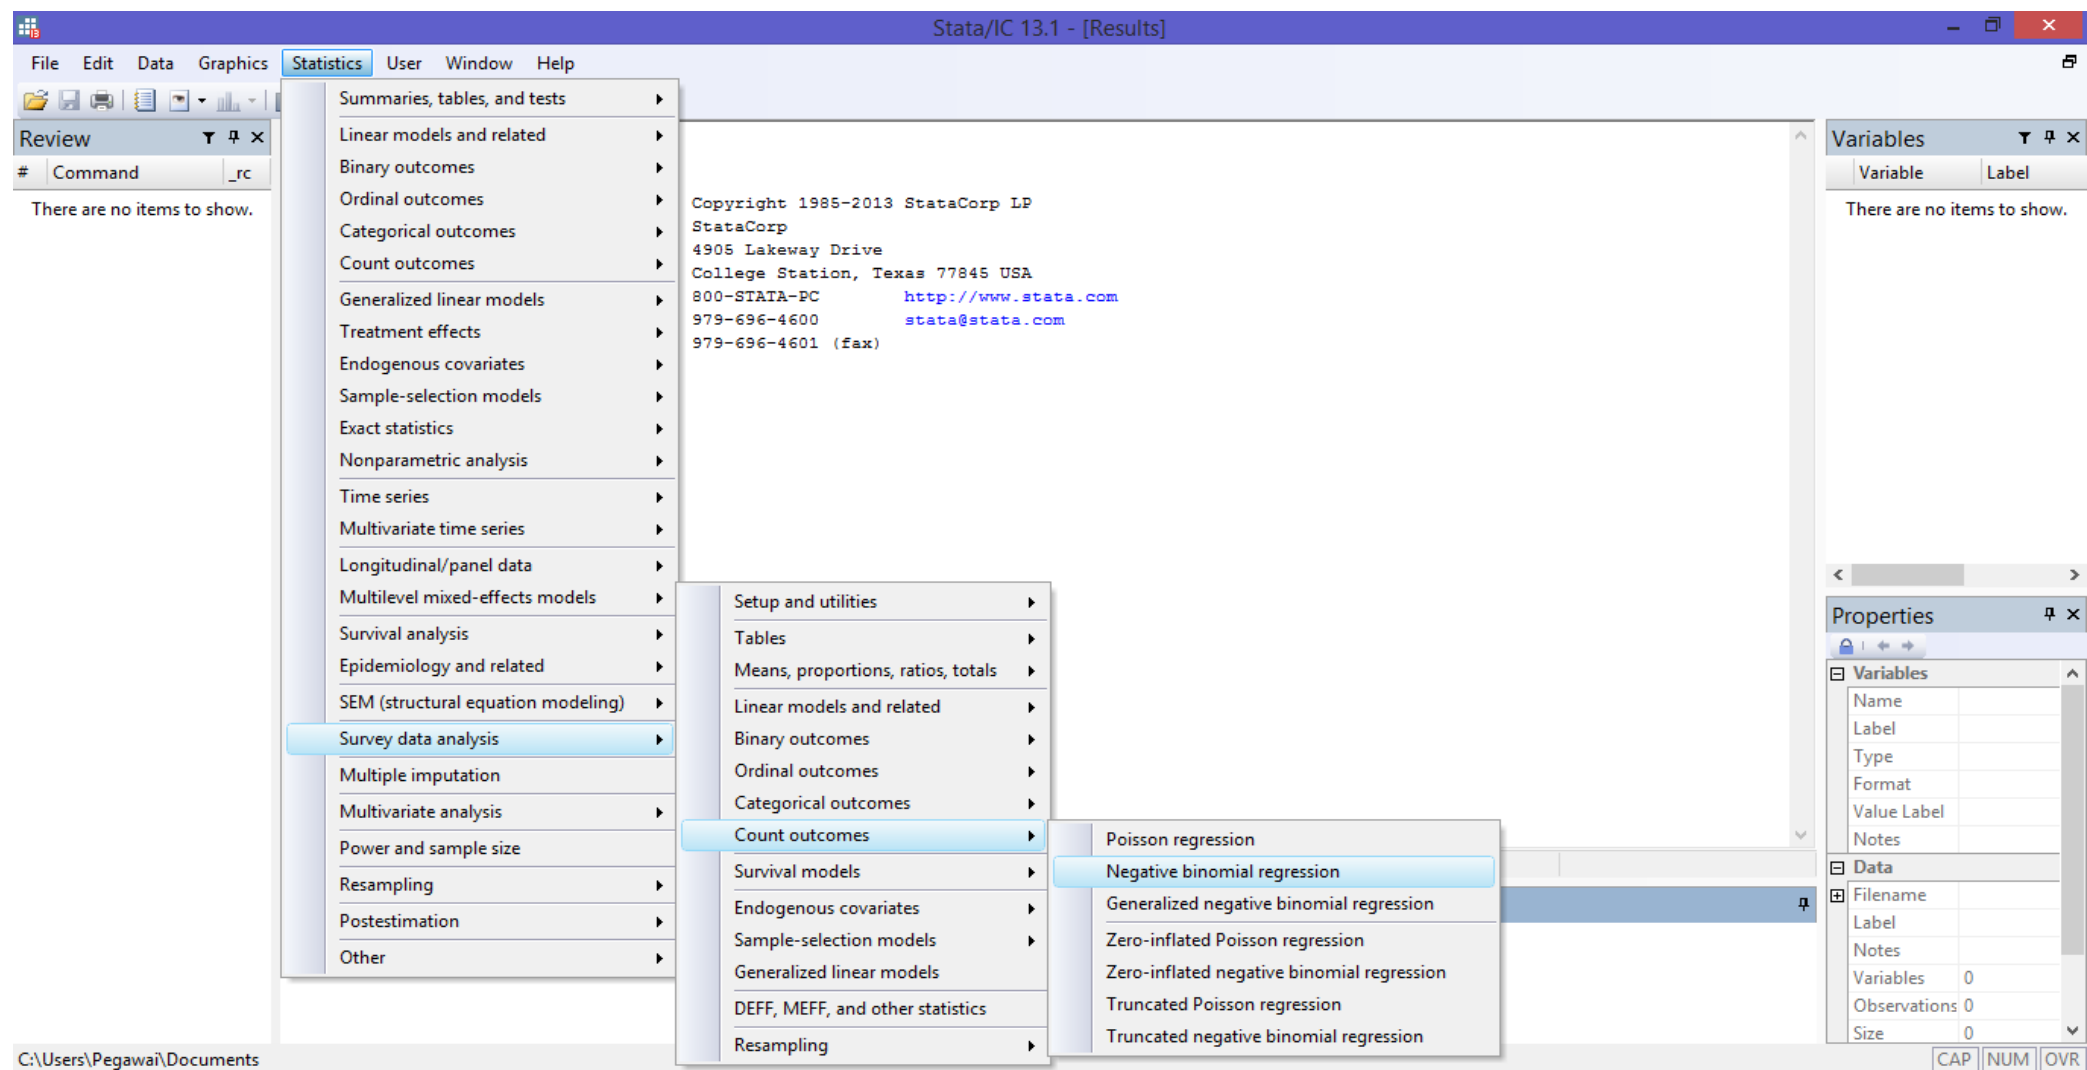 Stata/IC 13.1 - [Results]
File Edit Data Graphics Statistics User Window Help
Review
# Command _rc
There are no items to show.
Summaries, tables, and tests
Linear models and related
Binary outcomes
Ordinal outcomes
Categorical outcomes
Count outcomes
Generalized linear models
Treatment effects
Endogenous covariates
Sample-selection models
Exact statistics
Nonparametric analysis
Time series
Multivariate time series
Longitudinal/panel data
Multilevel mixed-effects models
Survival analysis
Epidemiology and related
SEM (structural equation modeling)
Survey data analysis
Multiple imputation
Multivariate analysis
Power and sample size
Resampling
Postestimation
Other
Copyright 1985-2013 StataCorp LP
StataCorp
4905 Lakeway Drive
College Station, Texas 77845 USA
800-STATA-PC http://www.stata.com
979-696-4600 stata@stata.com
979-696-4601 (fax)
Setup and utilities
Tables
Means, proportions, ratios, totals
Linear models and related
Binary outcomes
Ordinal outcomes
Categorical outcomes
Count outcomes
Survival models
Endogenous covariates
Sample-selection models
Generalized linear models
DEFF, MEFF, and other statistics
Resampling
Poisson regression
Negative binomial regression
Generalized negative binomial regression
Zero-inflated Poisson regression
Zero-inflated negative binomial regression
Truncated Poisson regression
Truncated negative binomial regression
Variables
Variable Label
There are no items to show.
Properties
Variables
Name
Label
Type
Format
Value Label
Notes
Data
Filename
Label
Notes
Variables 0
Observations 0
Size 0
C:\Users\Pegawai\Documents
CAP NUM OVR